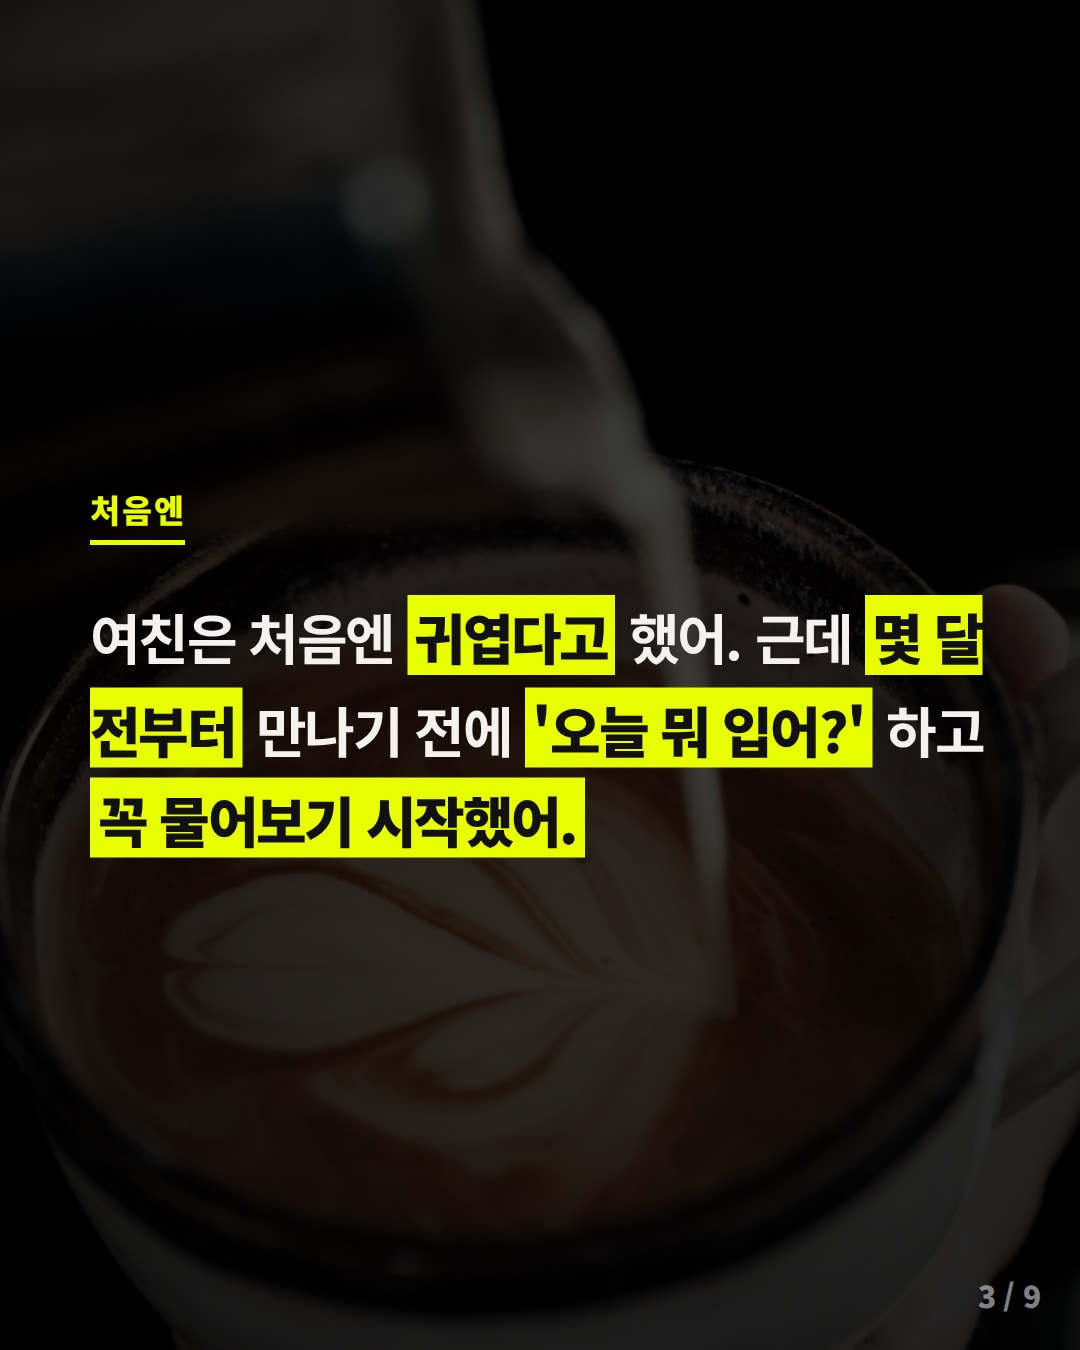 처음엔
여친은 처음엔 귀엽다고 했어. 근데 몇 달
전부터 만나기 전에 '오늘 뭐 입어?' 하고
꼭 물어보기 시작했어.
3 / 9